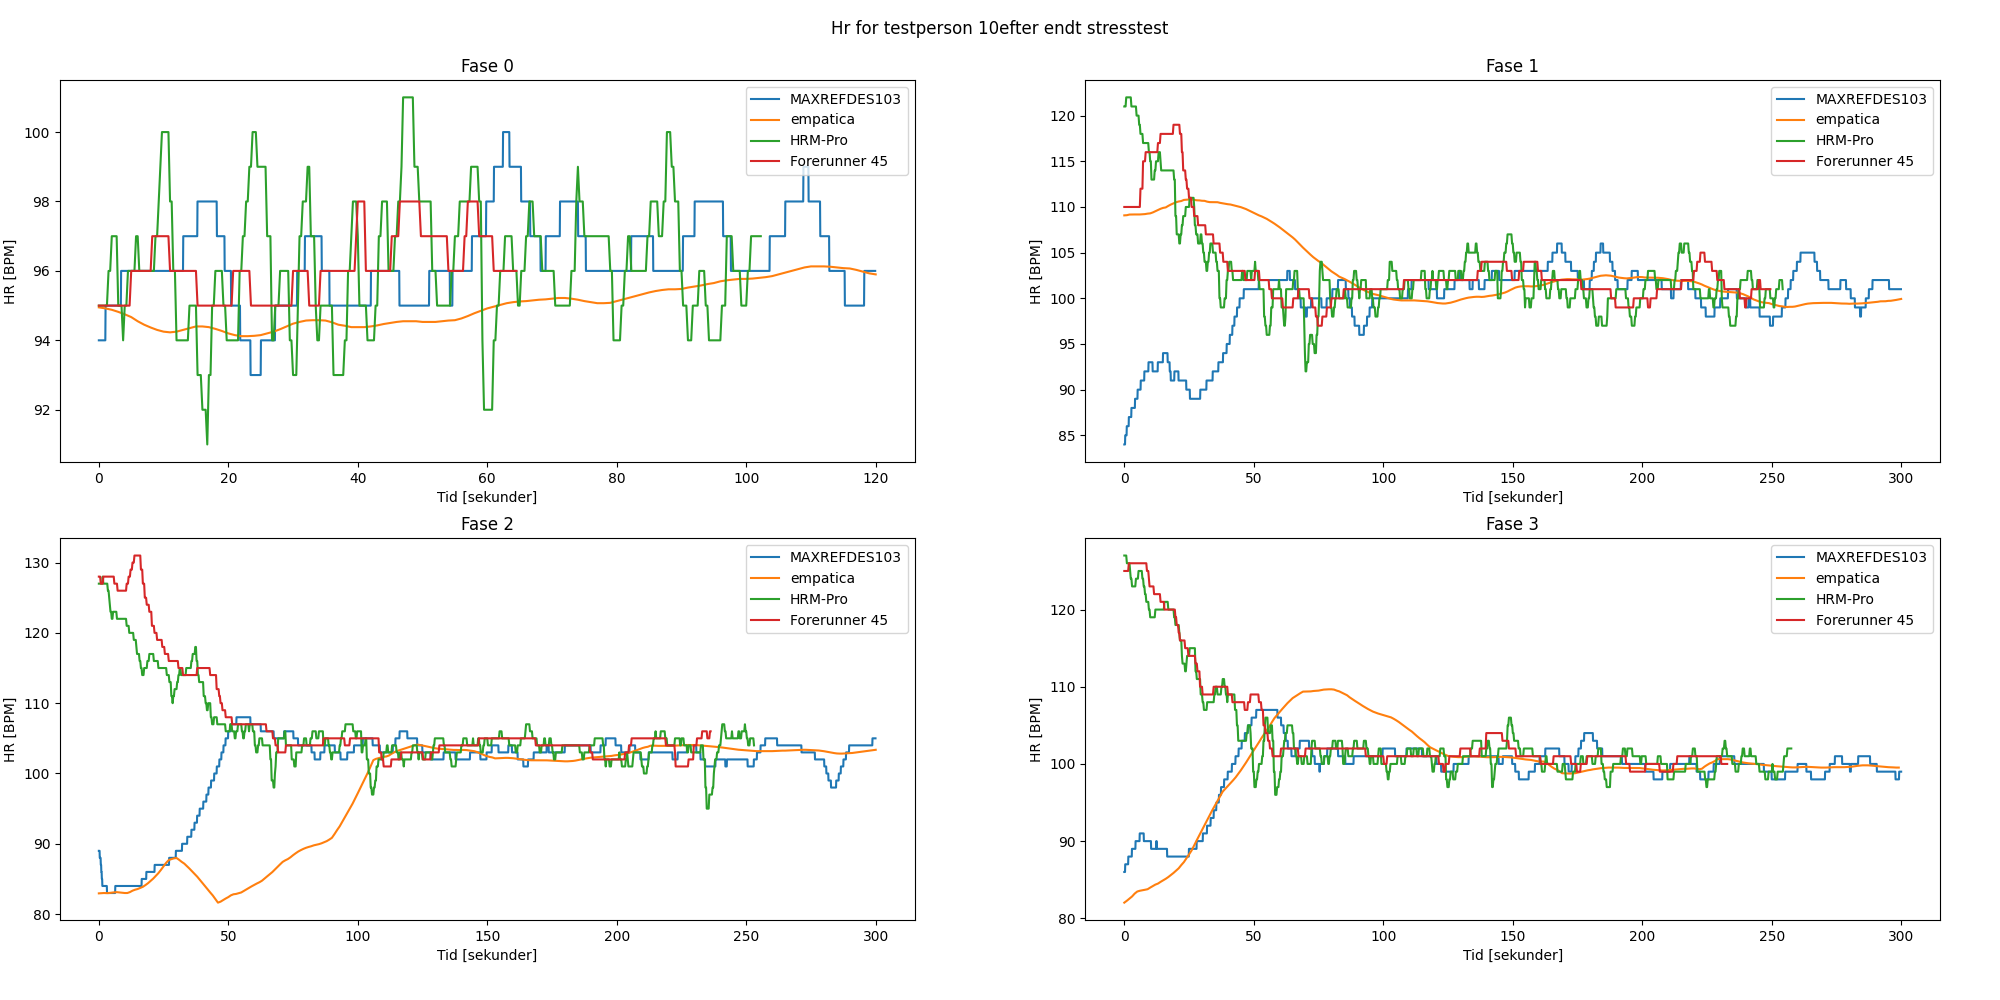 Hr for testperson 10efter endt stresstest
Fase 0
HR [BPM]
100
98
96
94
92
0 20 40 60 80 100 120
Tid [sekunder]
MAXREFDES103
empatica
HRM-Pro
Forerunner 45
Fase 1
HR [BPM]
120
115
110
105
100
95
90
85
0 50 100 150 200 250 300
Tid [sekunder]
MAXREFDES103
empatica
HRM-Pro
Forerunner 45
Fase 2
HR [BPM]
130
120
110
100
90
80
0 50 100 150 200 250 300
Tid [sekunder]
MAXREFDES103
empatica
HRM-Pro
Forerunner 45
Fase 3
HR [BPM]
120
110
100
90
80
0 50 100 150 200 250 300
Tid [sekunder]
MAXREFDES103
empatica
HRM-Pro
Forerunner 45